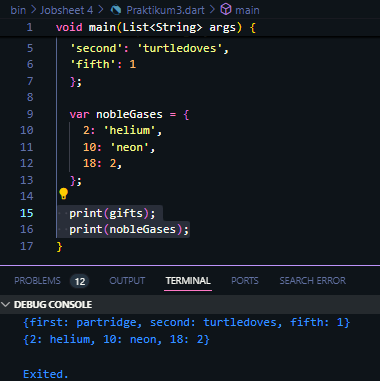 bin > Jobsheet 4 > Praktikum3.dart > main
1 void main(List<String> args) {
5 'second': 'turtledoves',
6 'fifth': 1
7 };
8
9 var nobleGases = {
10 2: 'helium',
11 10: 'neon',
12 18: 2,
13 };
14
15 print(gifts);
16 print(nobleGases);
17 }
PROBLEMS 12 OUTPUT TERMINAL PORTS SEARCH ERROR
DEBUG CONSOLE
{first: partridge, second: turtledoves, fifth: 1}
{2: helium, 10: neon, 18: 2}
Exited.